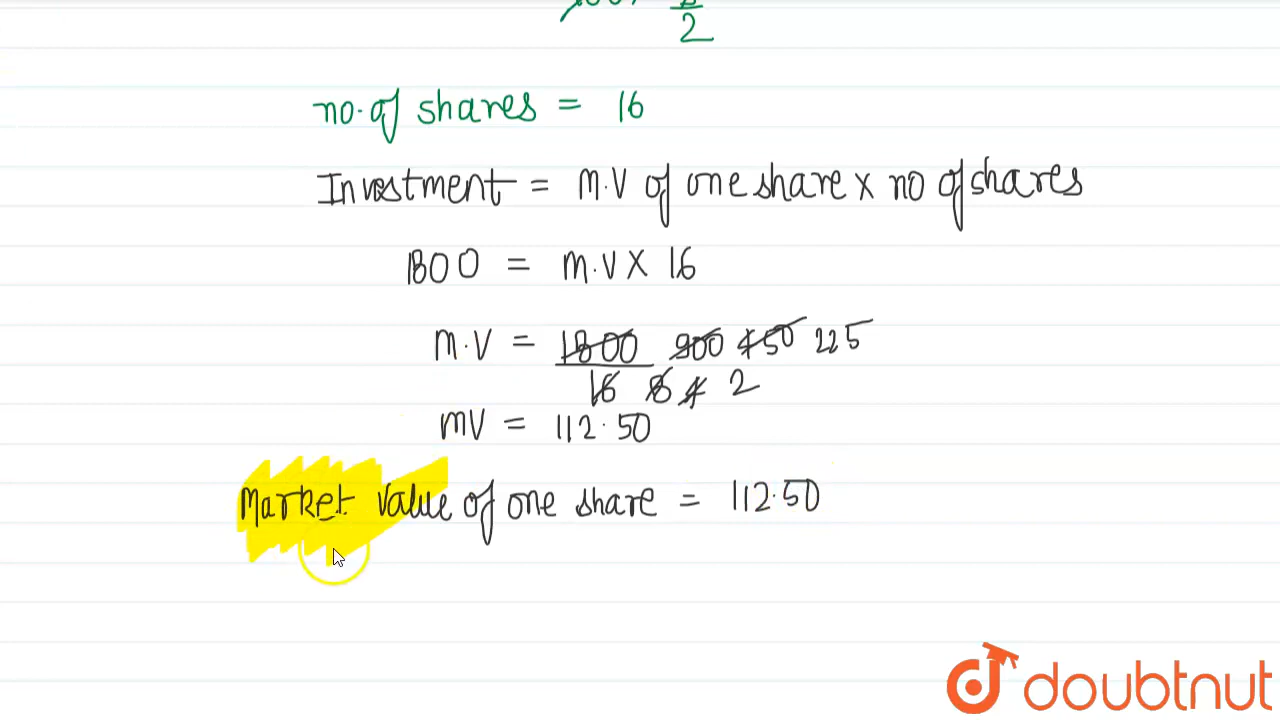 2
no. of shares = 16
Investment = M.V of one share x no of shares
1800 = M.V X 16
M.V = 1800 900 450 225
16 8 4 2
MV = 112.50
Market Value of one share = 112.50
doubtnut